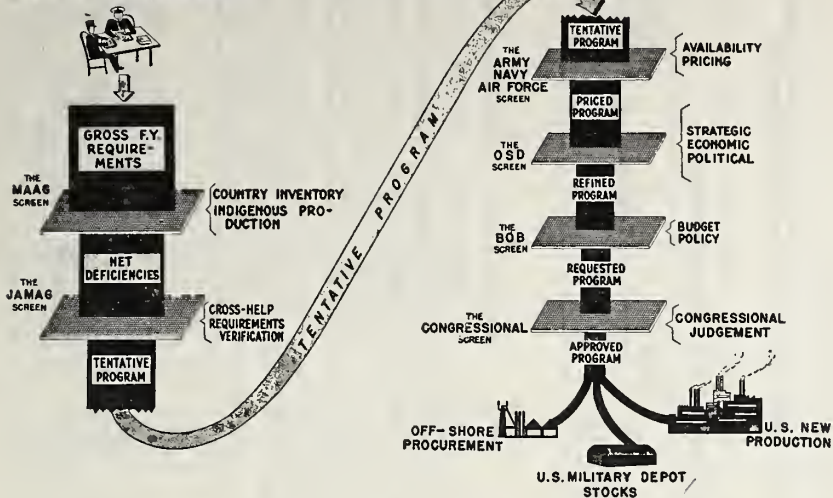 GROSS F.Y.
REQUIRE-
MENTS
THE
MAAG
SCREEN
COUNTRY INVENTORY
INDIGENOUS PRO-
DUCTION
NET
DEFICIENCIES
THE
JAMAG
SCREEN
CROSS-HELP
REQUIREMENTS
VERIFICATION
TENTATIVE
PROGRAM
TENTATIVE PROGRAM
TENTATIVE
PROGRAM
THE
ARMY
NAVY
AIR FORCE
SCREEN
AVAILABILITY
PRICING
PRICED
PROGRAM
THE
OSD
SCREEN
STRATEGIC
ECONOMIC
POLITICAL
REFINED
PROGRAM
THE
BOB
SCREEN
BUDGET
POLICY
REQUESTED
PROGRAM
THE
CONGRESSIONAL
SCREEN
CONGRESSIONAL
JUDGEMENT
APPROVED
PROGRAM
OFF-SHORE
PROCUREMENT
U.S. MILITARY DEPOT
STOCKS
U.S. NEW
PRODUCTION